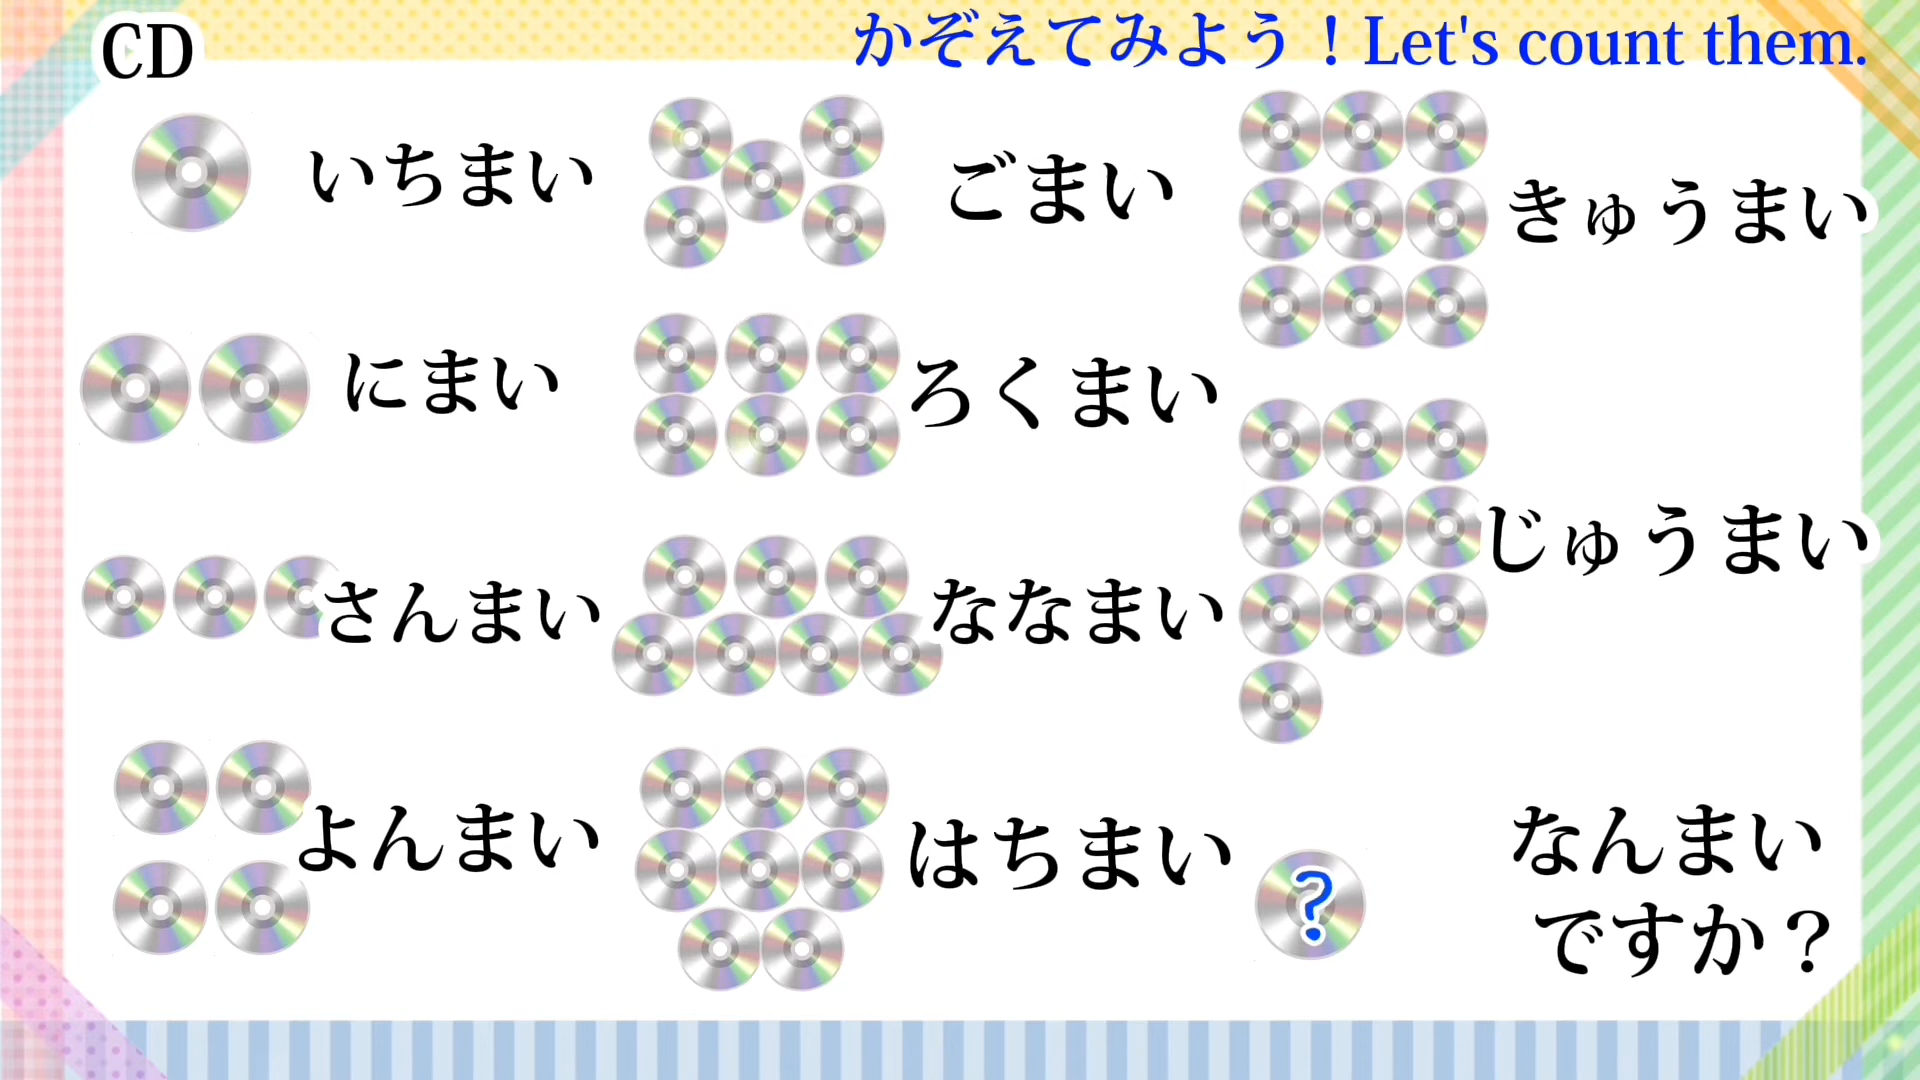 CD
かぞえてみよう！Let's count them.
いちまい
にまい
さんまい
よんまい
ごまい
ろくまい
ななまい
はちまい
きゅうまい
じゅうまい
?
なんまい
ですか？